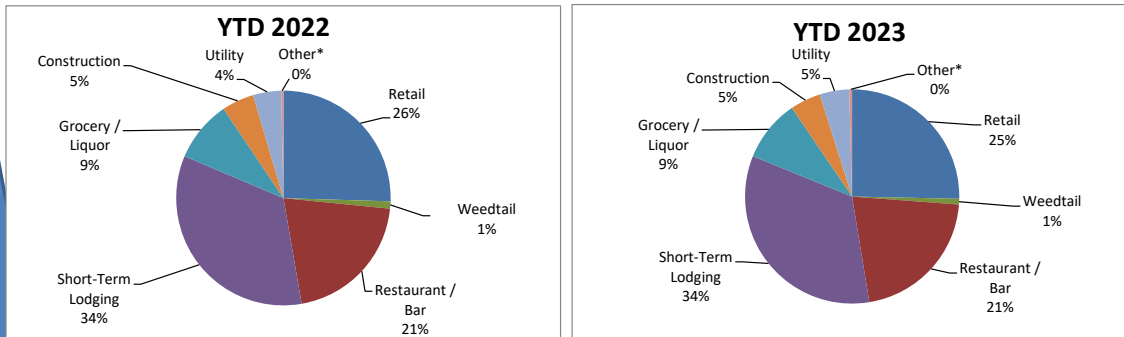 YTD 2022
Construction
5%
Utility
4%
Other*
0%
Retail
26%
Grocery /
Liquor
9%
Weedtail
1%
Short-Term
Lodging
34%
Restaurant /
Bar
21%
YTD 2023
Construction
5%
Utility
5%
Other*
0%
Retail
25%
Grocery /
Liquor
9%
Weedtail
1%
Short-Term
Lodging
34%
Restaurant /
Bar
21%